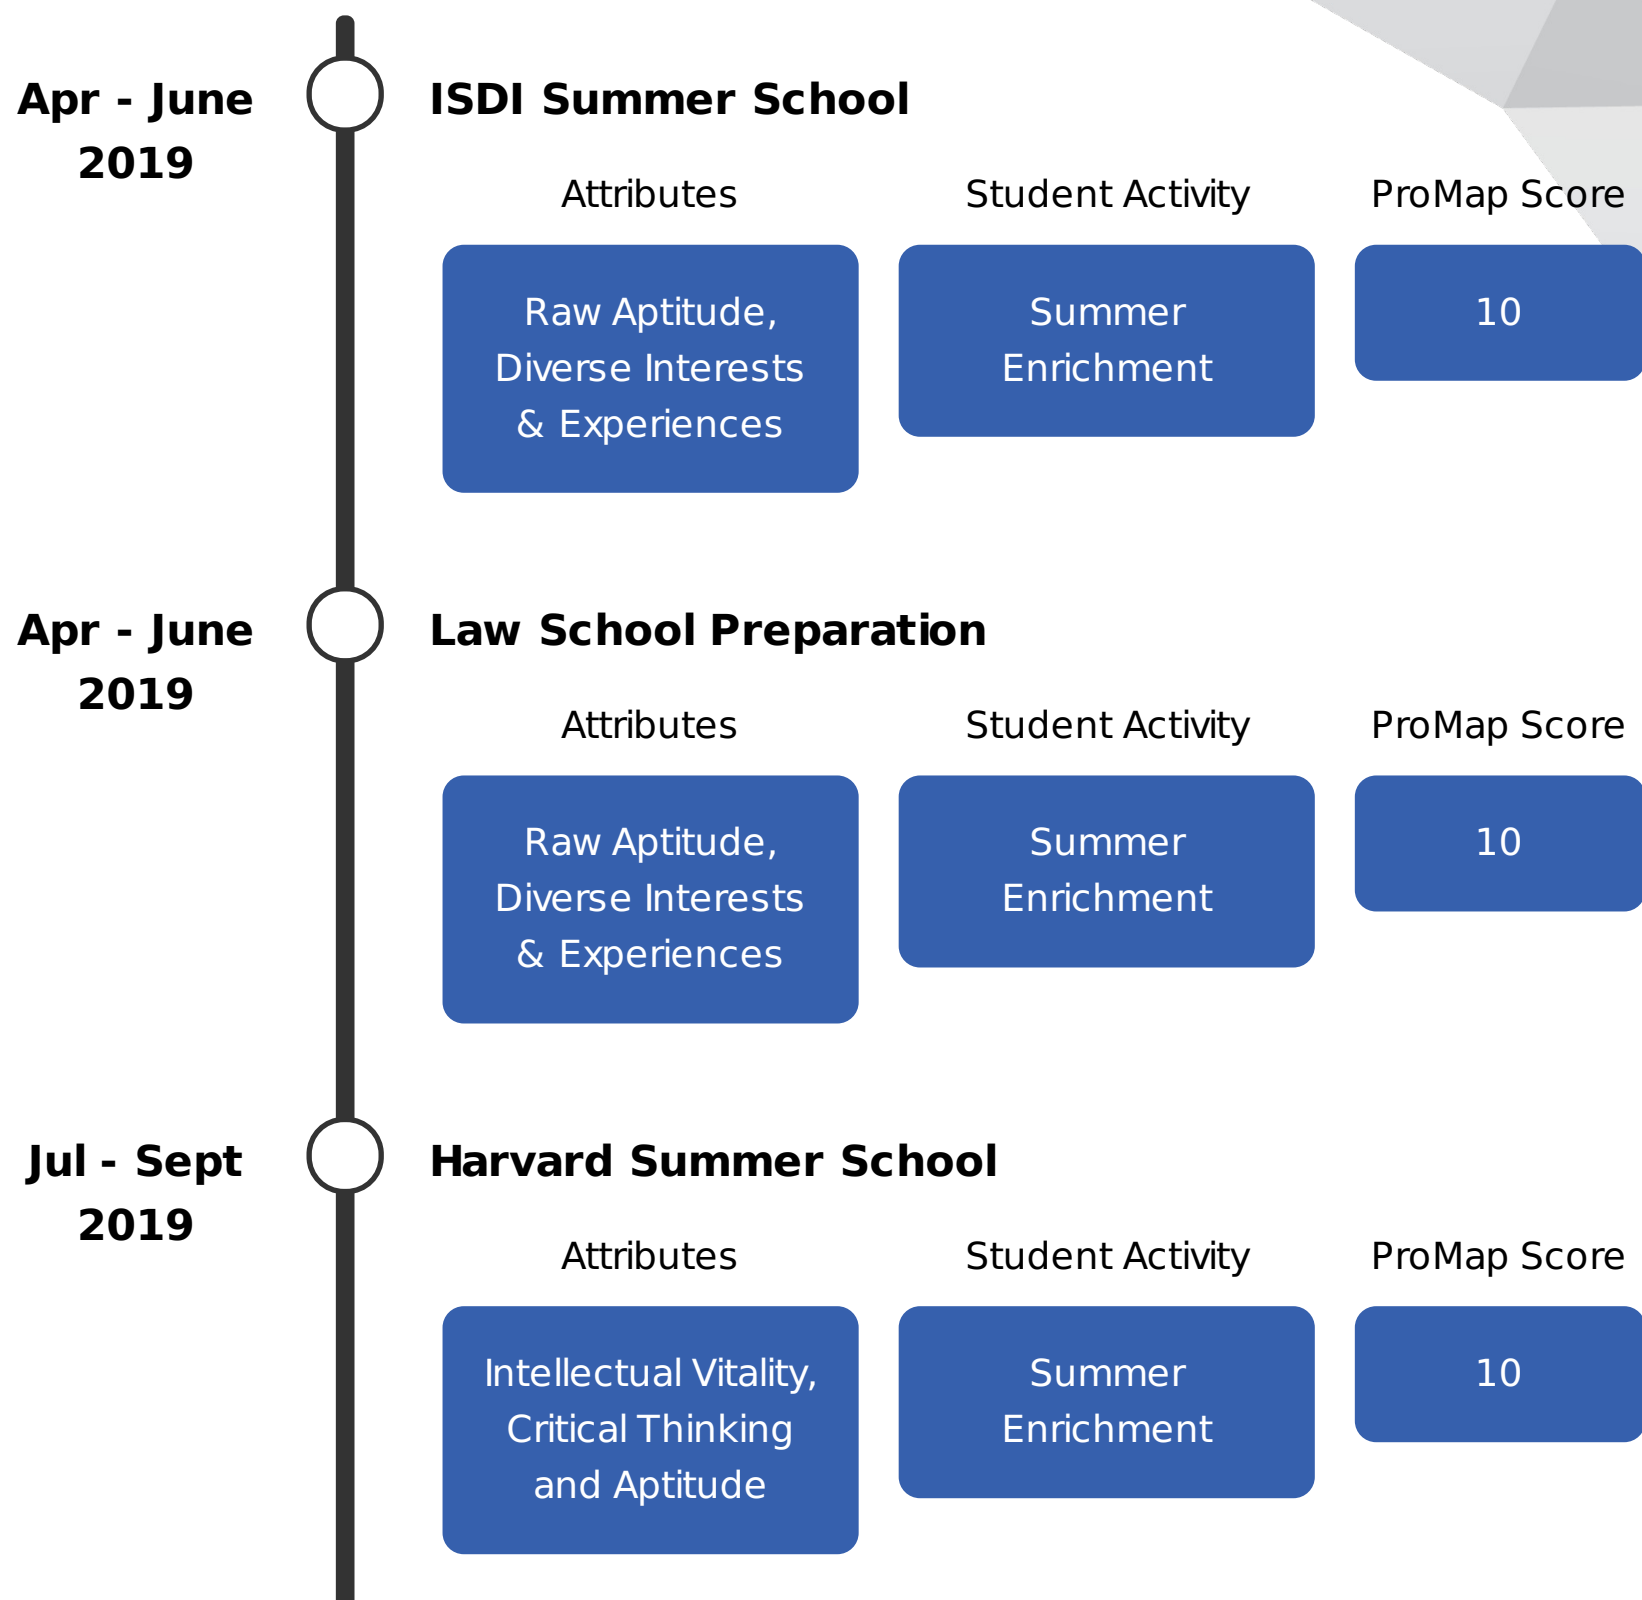 Apr - June
2019
ISDI Summer School
Attributes
Student Activity
ProMap Score
Raw Aptitude,
Diverse Interests
& Experiences
Summer
Enrichment
10
Apr - June
2019
Law School Preparation
Attributes
Student Activity
ProMap Score
Raw Aptitude,
Diverse Interests
& Experiences
Summer
Enrichment
10
Jul - Sept
2019
Harvard Summer School
Attributes
Student Activity
ProMap Score
Intellectual Vitality,
Critical Thinking
and Aptitude
Summer
Enrichment
10